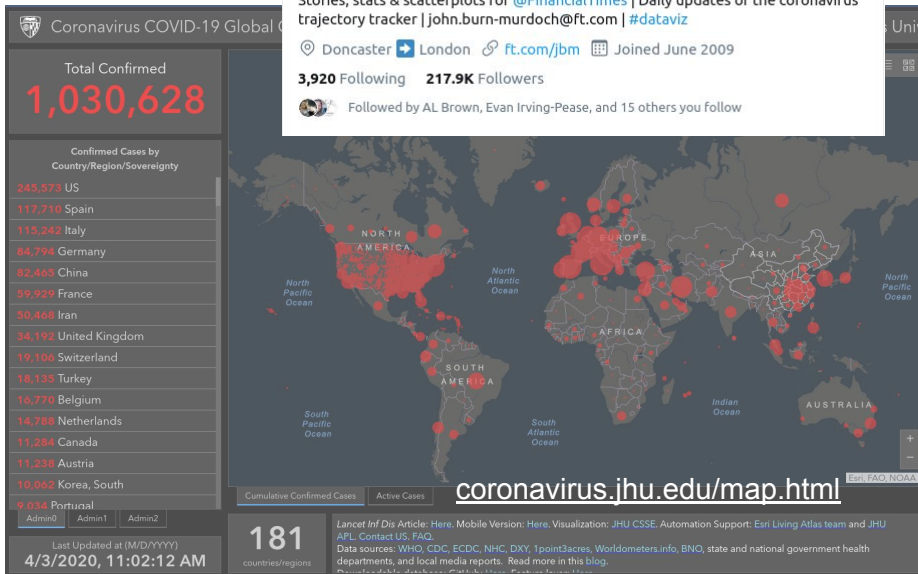 Stories, stats & scatterplots for @FinancialTimes | Daily updates of the coronavirus
trajectory tracker | john.burn-murdoch@ft.com | #dataviz
Doncaster ➡ London ft.com/jbm Joined June 2009
3,920 Following 217.9K Followers
Followed by AL Brown, Evan Irving-Pease, and 15 others you follow
Coronavirus COVID-19 Global
Total Confirmed
1,030,628
Confirmed Cases by
Country/Region/Sovereignty
245,573 US
117,710 Spain
115,242 Italy
84,794 Germany
82,465 China
59,929 France
50,468 Iran
34,192 United Kingdom
19,106 Switzerland
18,135 Turkey
16,770 Belgium
14,788 Netherlands
11,284 Canada
11,238 Austria
10,062 Korea, South
9,034 Portugal
Admin0 Admin1 Admin2
Last Updated at (M/D/YYYY)
4/3/2020, 11:02:12 AM
NORTH
AMERICA
EUROPE
ASIA
North
Pacific
Ocean
North
Atlantic
Ocean
North
Pacific
Ocean
AFRICA
SOUTH
AMERICA
Indian
Ocean
AUSTRALIA
South
Pacific
Ocean
South
Atlantic
Ocean
+
−
Esri, FAO, NOAA
Cumulative Confirmed Cases Active Cases
coronavirus.jhu.edu/map.html
181
countries/regions
Lancet Inf Dis Article: Here. Mobile Version: Here. Visualization: JHU CSSE. Automation Support: Esri Living Atlas team and JHU
APL. Contact US. FAQ.
Data sources: WHO, CDC, ECDC, NHC, DXY, 1point3acres, Worldometers.info, BNO, state and national government health
departments, and local media reports. Read more in this blog.